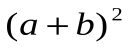 (a + b)²